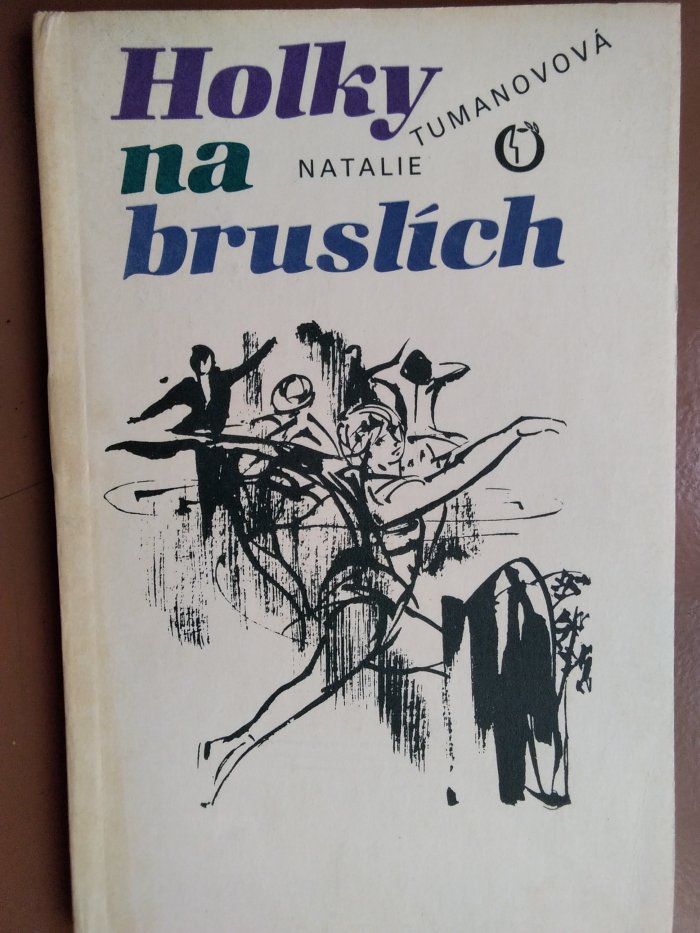 Holky
na
bruslích
NATALIE TUMANOVOVÁ